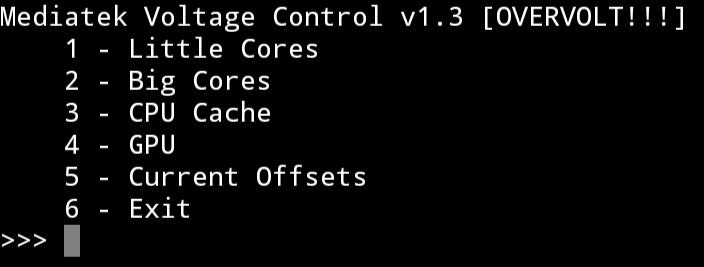 Mediatek Voltage Control v1.3 [OVERVOLT!!!]
1 - Little Cores
2 - Big Cores
3 - CPU Cache
4 - GPU
5 - Current Offsets
6 - Exit
>>>